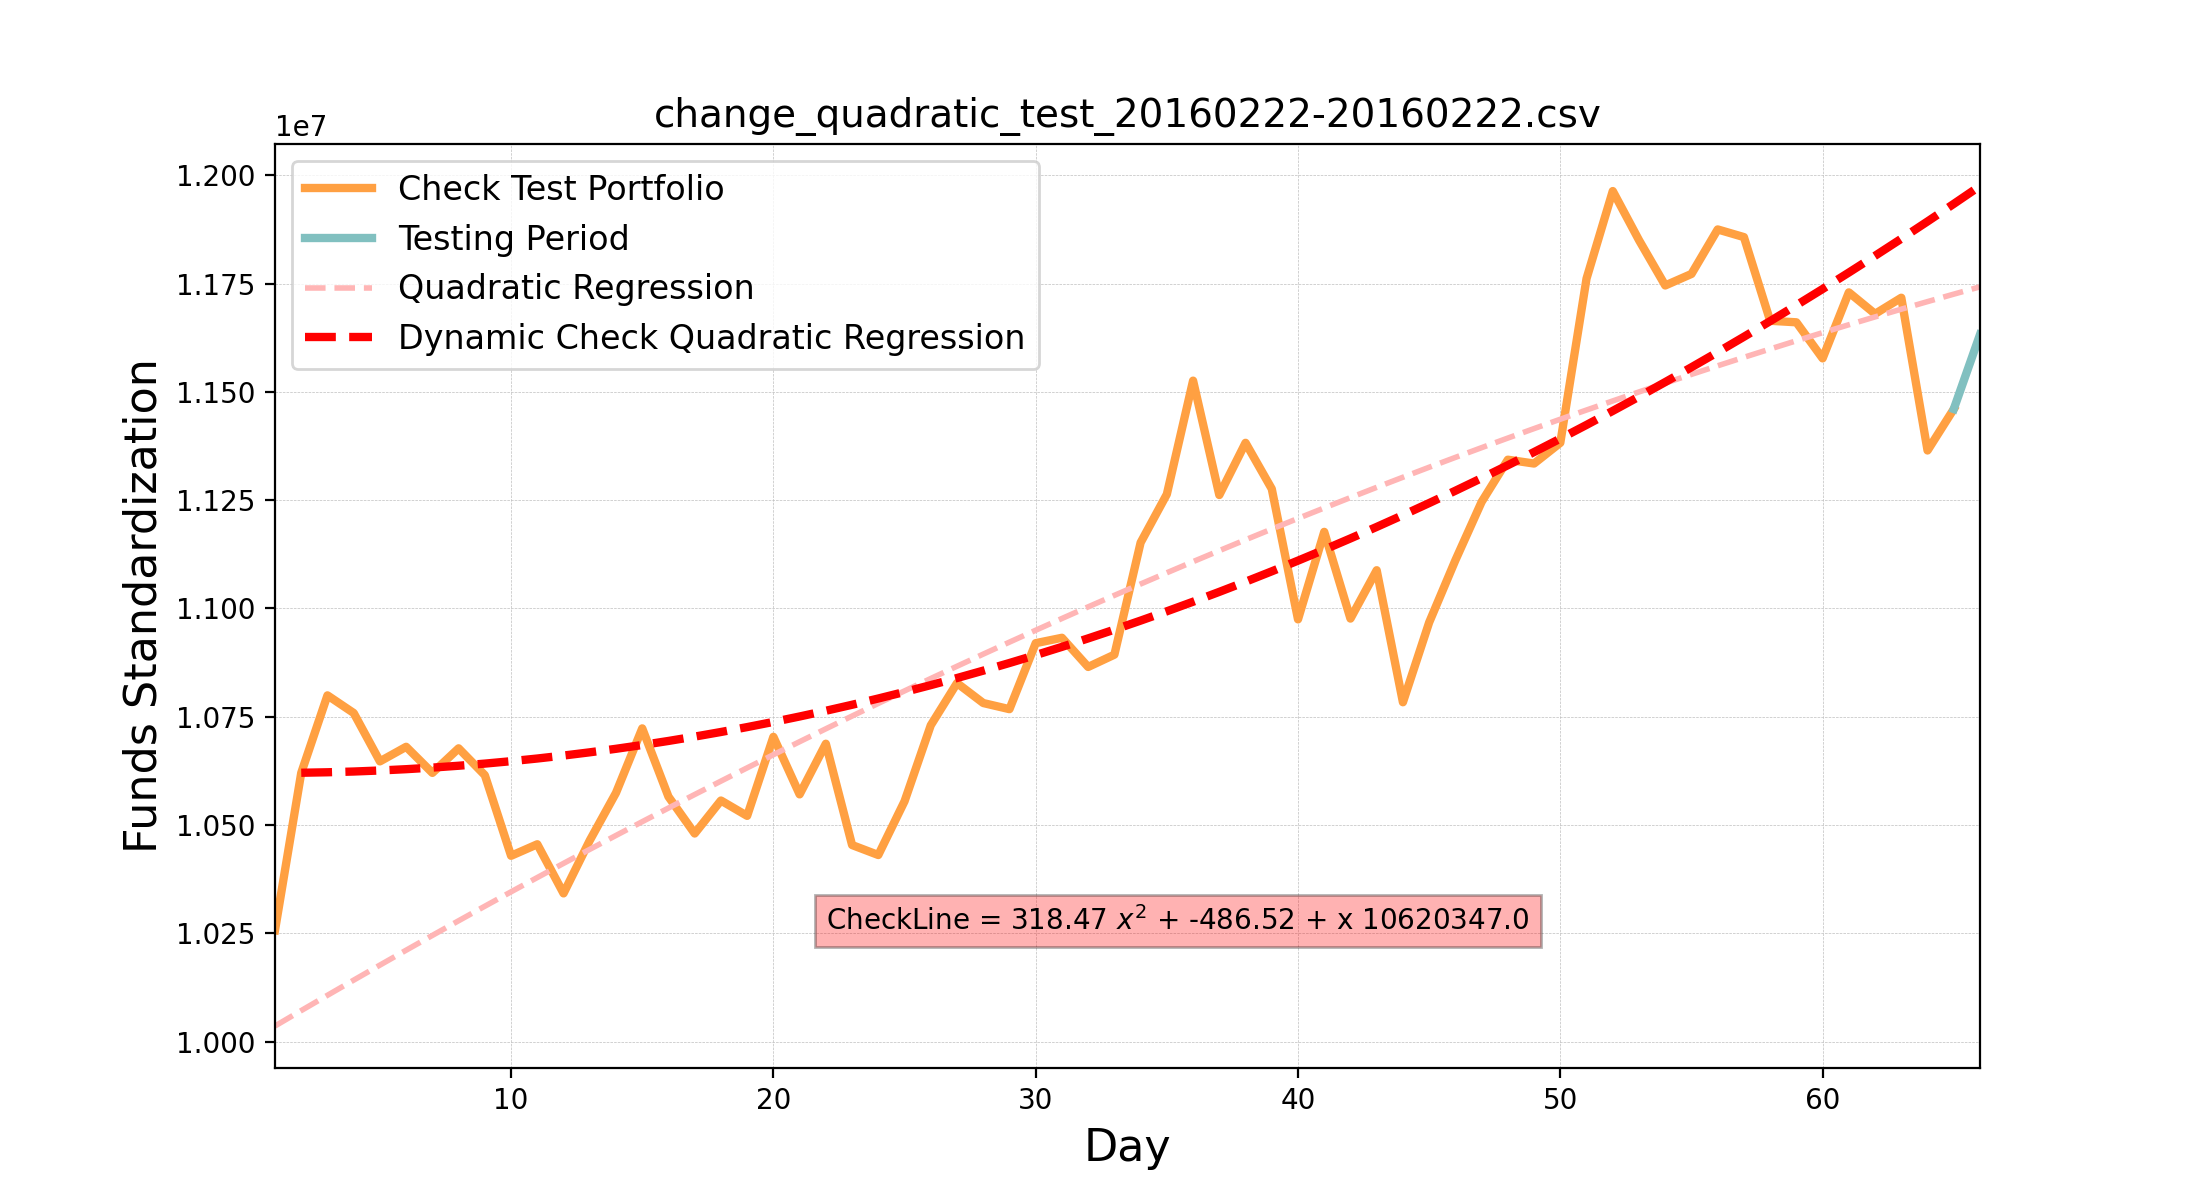 change_quadratic_test_20160222-20160222.csv
1e7
Check Test Portfolio
Testing Period
Quadratic Regression
Dynamic Check Quadratic Regression
1.200
1.175
1.150
1.125
1.100
1.075
1.050
1.025
1.000
Funds Standardization
CheckLine = 318.47 x² + -486.52 + x 10620347.0
10 20 30 40 50 60
Day